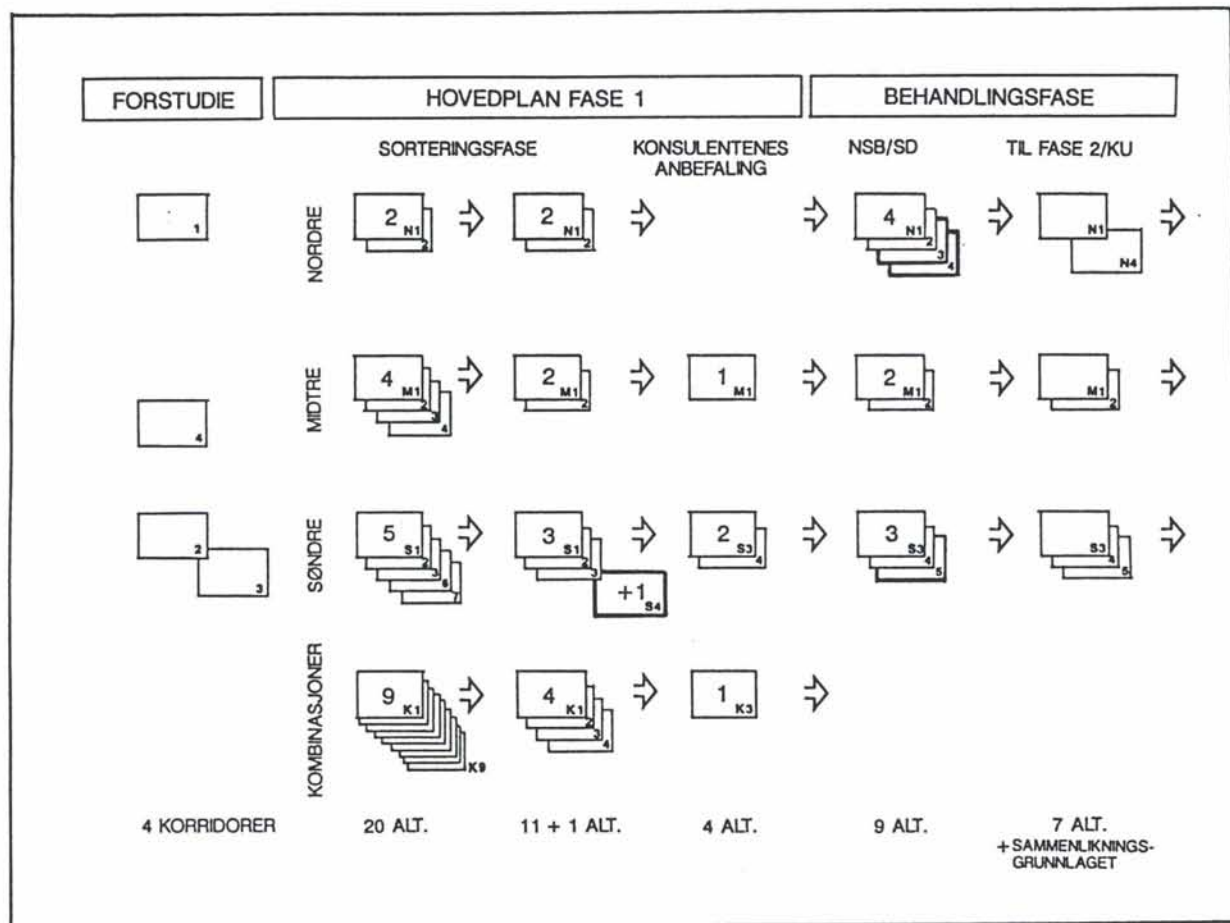 FORSTUDIE
HOVEDPLAN FASE 1
BEHANDLINGSFASE
SORTERINGSFASE
KONSULENTENES
ANBEFALING
NSB/SD
TIL FASE 2/KU
NORDRE
1
2 N1 2
2 N1 2
4 N1 2 3 4
N1 N4
MIDTRE
4
4 M1 2 3 4
2 M1 2
1 M1
2 M1 2
M1 2
SØNDRE
2 3
5 S1 2 3 6 7
3 S1 2 3
+1 S4
2 S3 4
3 S3 4 5
S3 4 5
KOMBINASJONER
9 K1 K9
4 K1 2 3 4
1 K3
4 KORRIDORER
20 ALT.
11 + 1 ALT.
4 ALT.
9 ALT.
7 ALT.
+ SAMMENLIKNINGS-
GRUNNLAGET